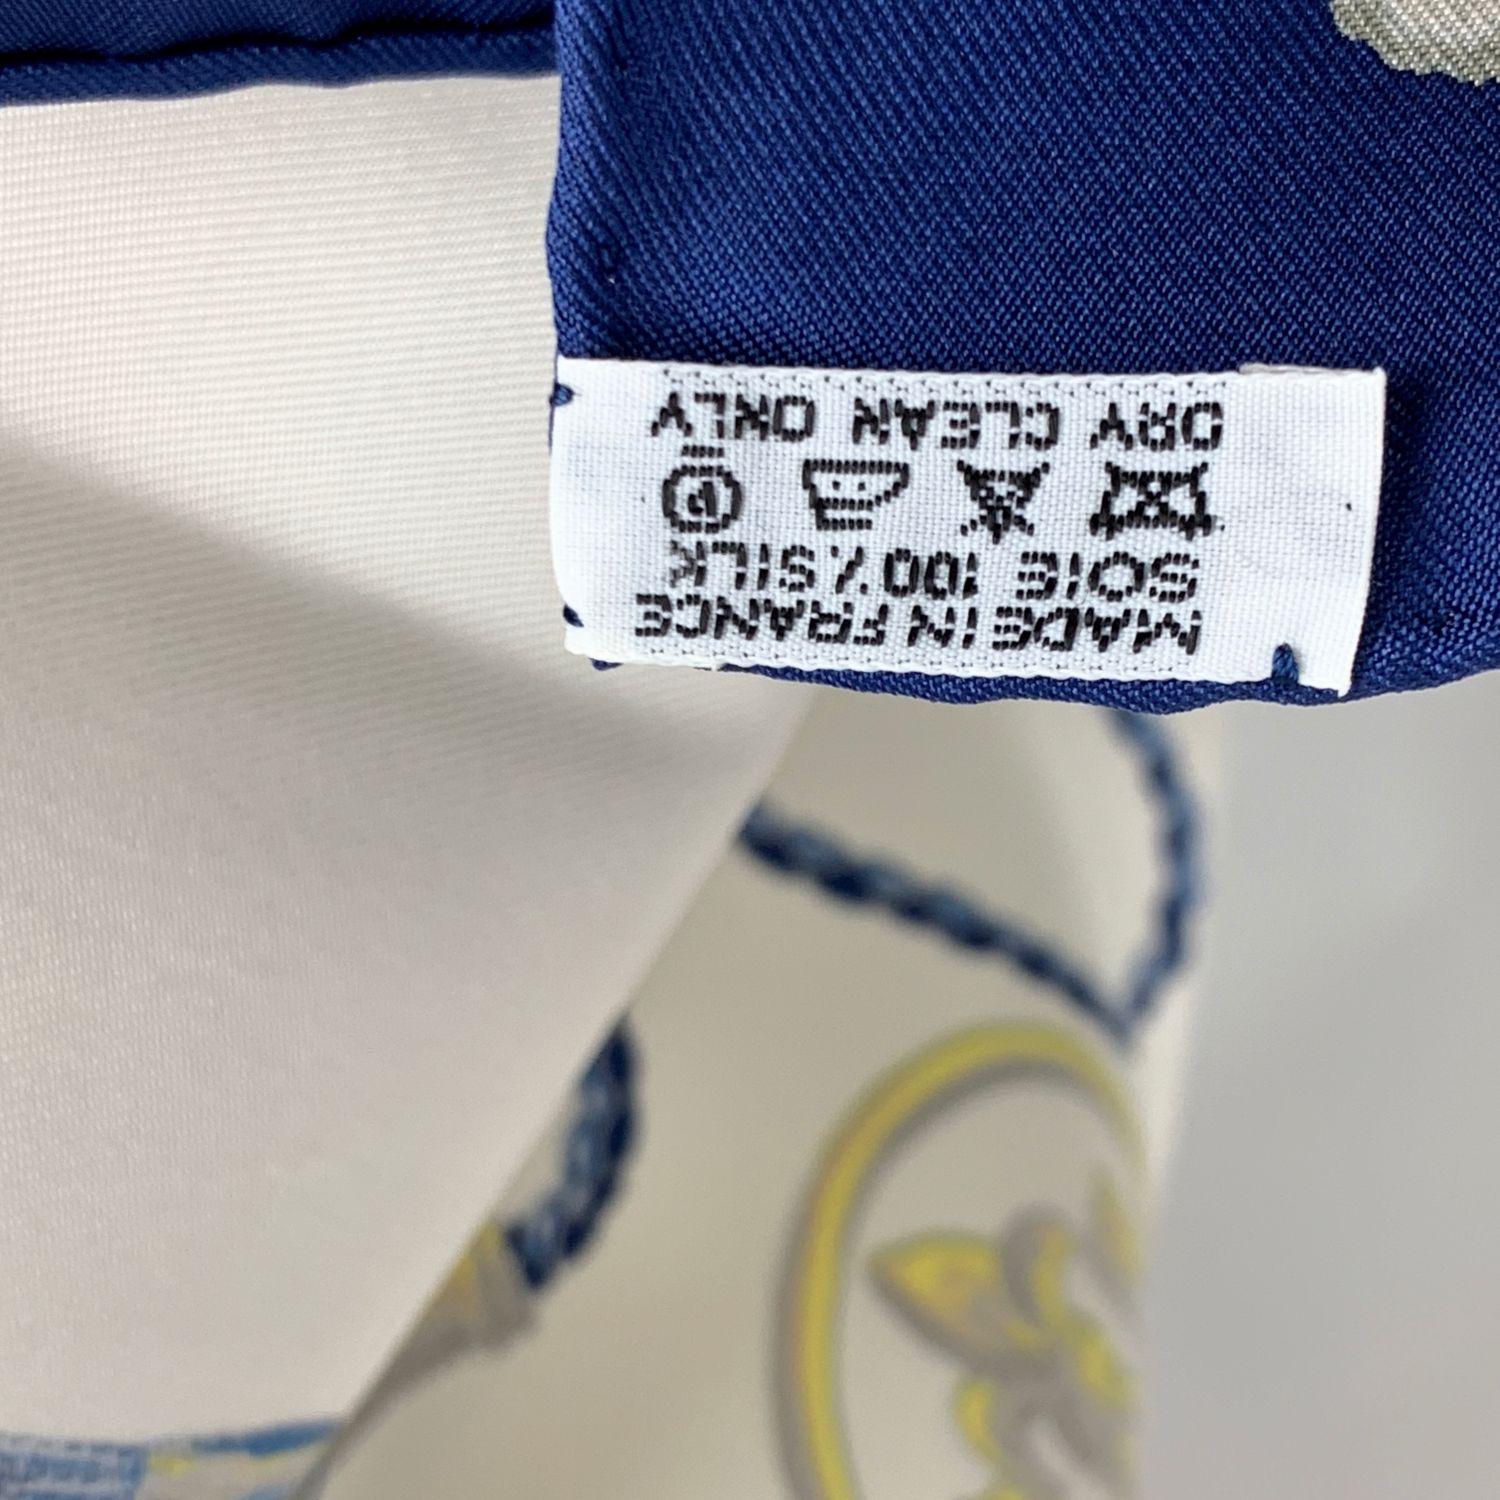 MADE IN FRANCE
SOIE 100% SILK
P
DRY CLEAN ONLY